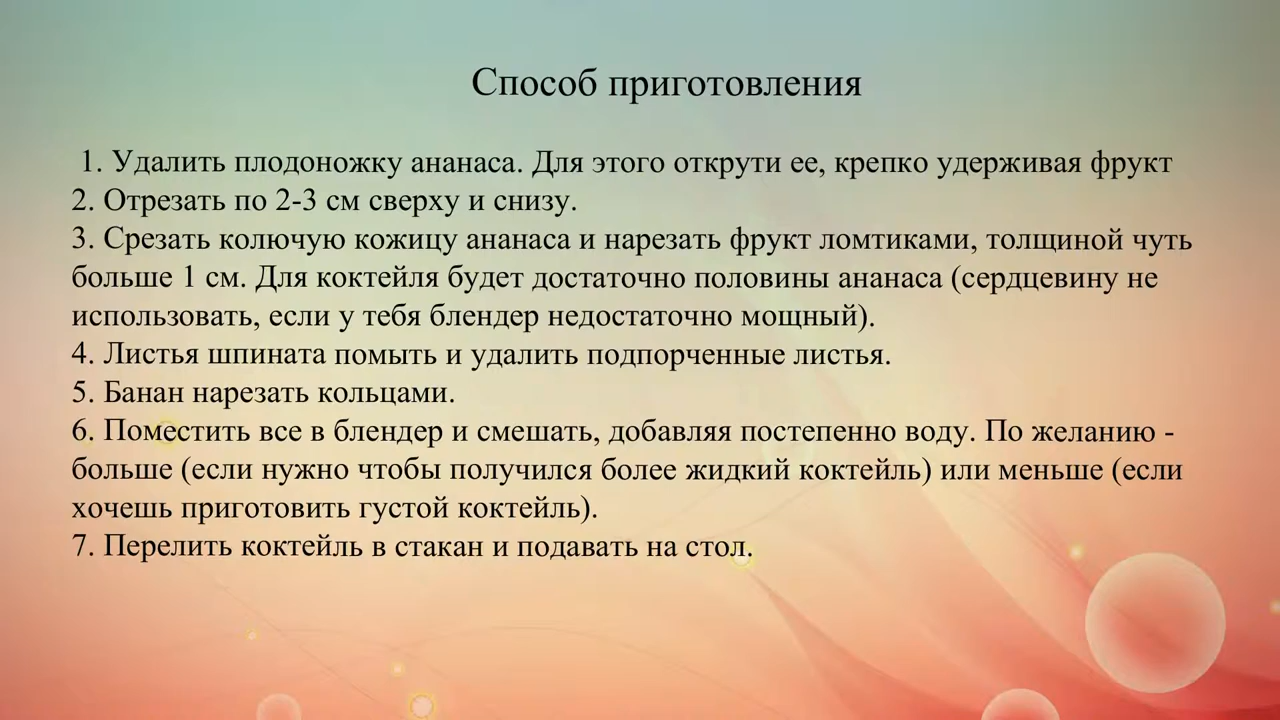 Способ приготовления
1. Удалить плодоножку ананаса. Для этого открути ее, крепко удерживая фрукт
2. Отрезать по 2-3 см сверху и снизу.
3. Срезать колючую кожицу ананаса и нарезать фрукт ломтиками, толщиной чуть
больше 1 см. Для коктейля будет достаточно половины ананаса (сердцевину не
использовать, если у тебя блендер недостаточно мощный).
4. Листья шпината помыть и удалить подпорченные листья.
5. Банан нарезать кольцами.
6. Поместить все в блендер и смешать, добавляя постепенно воду. По желанию -
больше (если нужно чтобы получился более жидкий коктейль) или меньше (если
хочешь приготовить густой коктейль).
7. Перелить коктейль в стакан и подавать на стол.